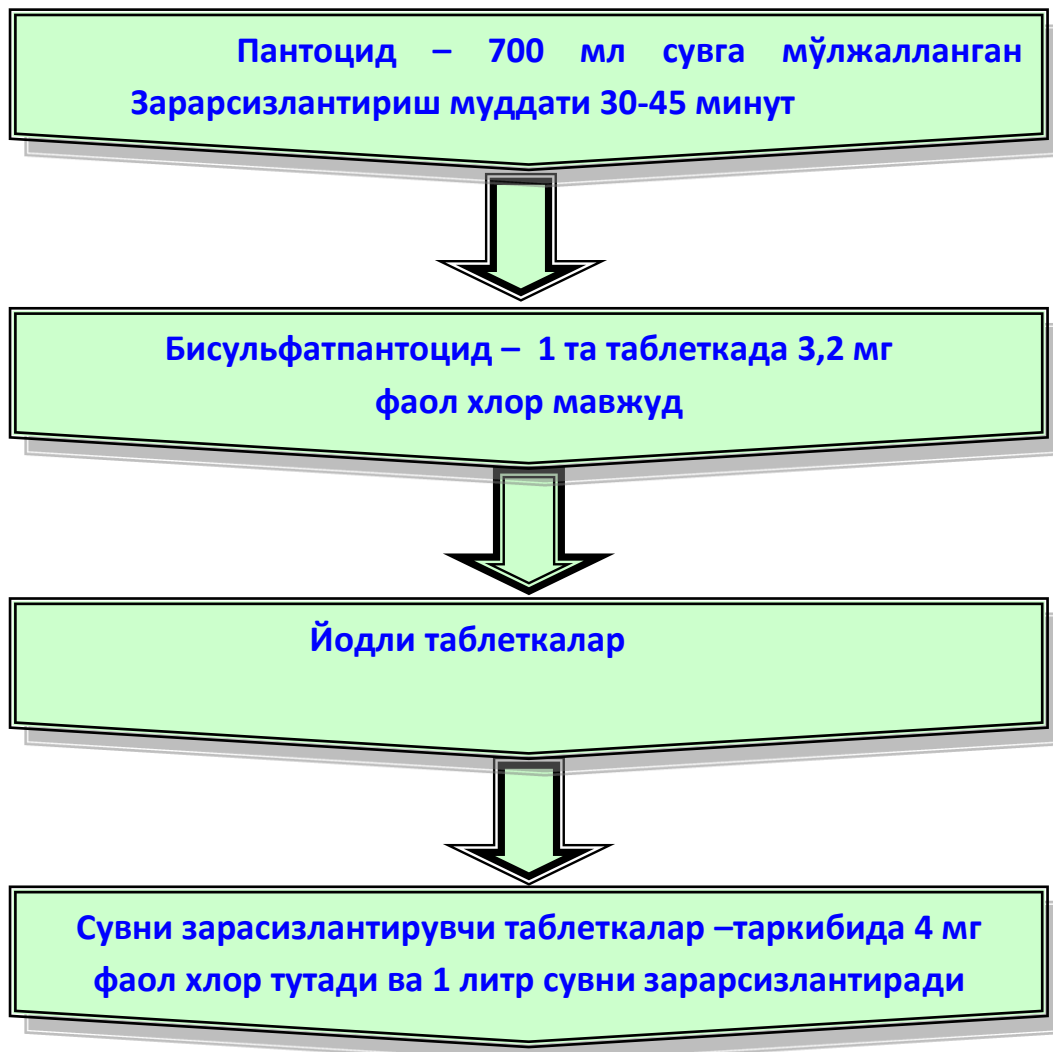 Пантоцид – 700 мл сувга мўлжалланган
Зарарсизлантириш муддати 30-45 минут
Бисульфатпантоцид – 1 та таблеткада 3,2 мг
фаол хлор мавжуд
Йодли таблеткалар
Сувни зарасизлантирувчи таблеткалар –таркибида 4 мг
фаол хлор тутади ва 1 литр сувни зарарсизлантиради